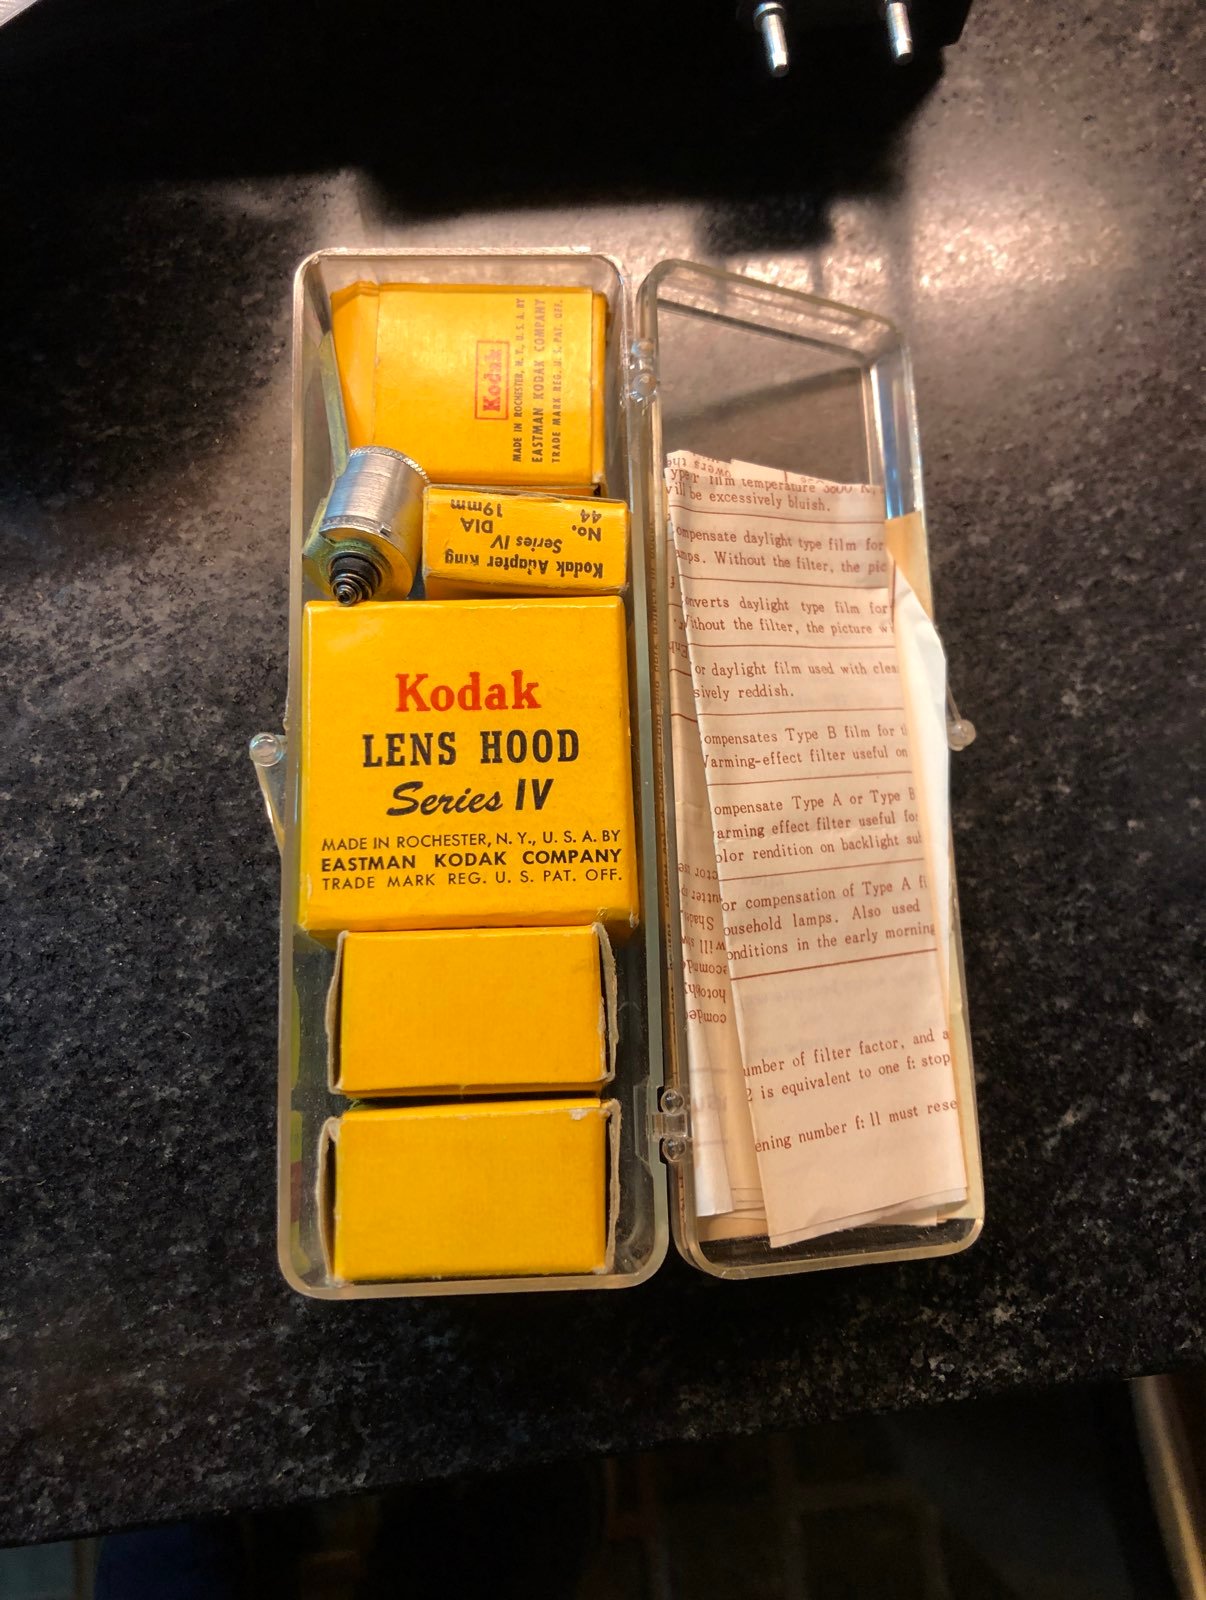 Kodak
MADE IN ROCHESTER, N. Y., U. S. A. BY
EASTMAN KODAK COMPANY
TRADE MARK REG. U. S. PAT. OFF.
Kodak Adapter Ring
Series IV
No. 44
DIA 19mm
Kodak
LENS HOOD
Series IV
MADE IN ROCHESTER, N. Y., U. S. A. BY
EASTMAN KODAK COMPANY
TRADE MARK REG. U. S. PAT. OFF.
film temperature
will be excessively bluish.
ompensate daylight type film for
amps. Without the filter, the pic
onverts daylight type film for
Without the filter, the picture
or daylight film used with clea
sively reddish.
ompensates Type B film for
Warming-effect filter useful on
ompensate Type A or Type B
arming effect filter useful for
olor rendition on backlight
or compensation of Type A
ousehold lamps. Also used
onditions in the early morning
umber of filter factor, and a
2 is equivalent to one f: stop
ening number f: 11 must rese